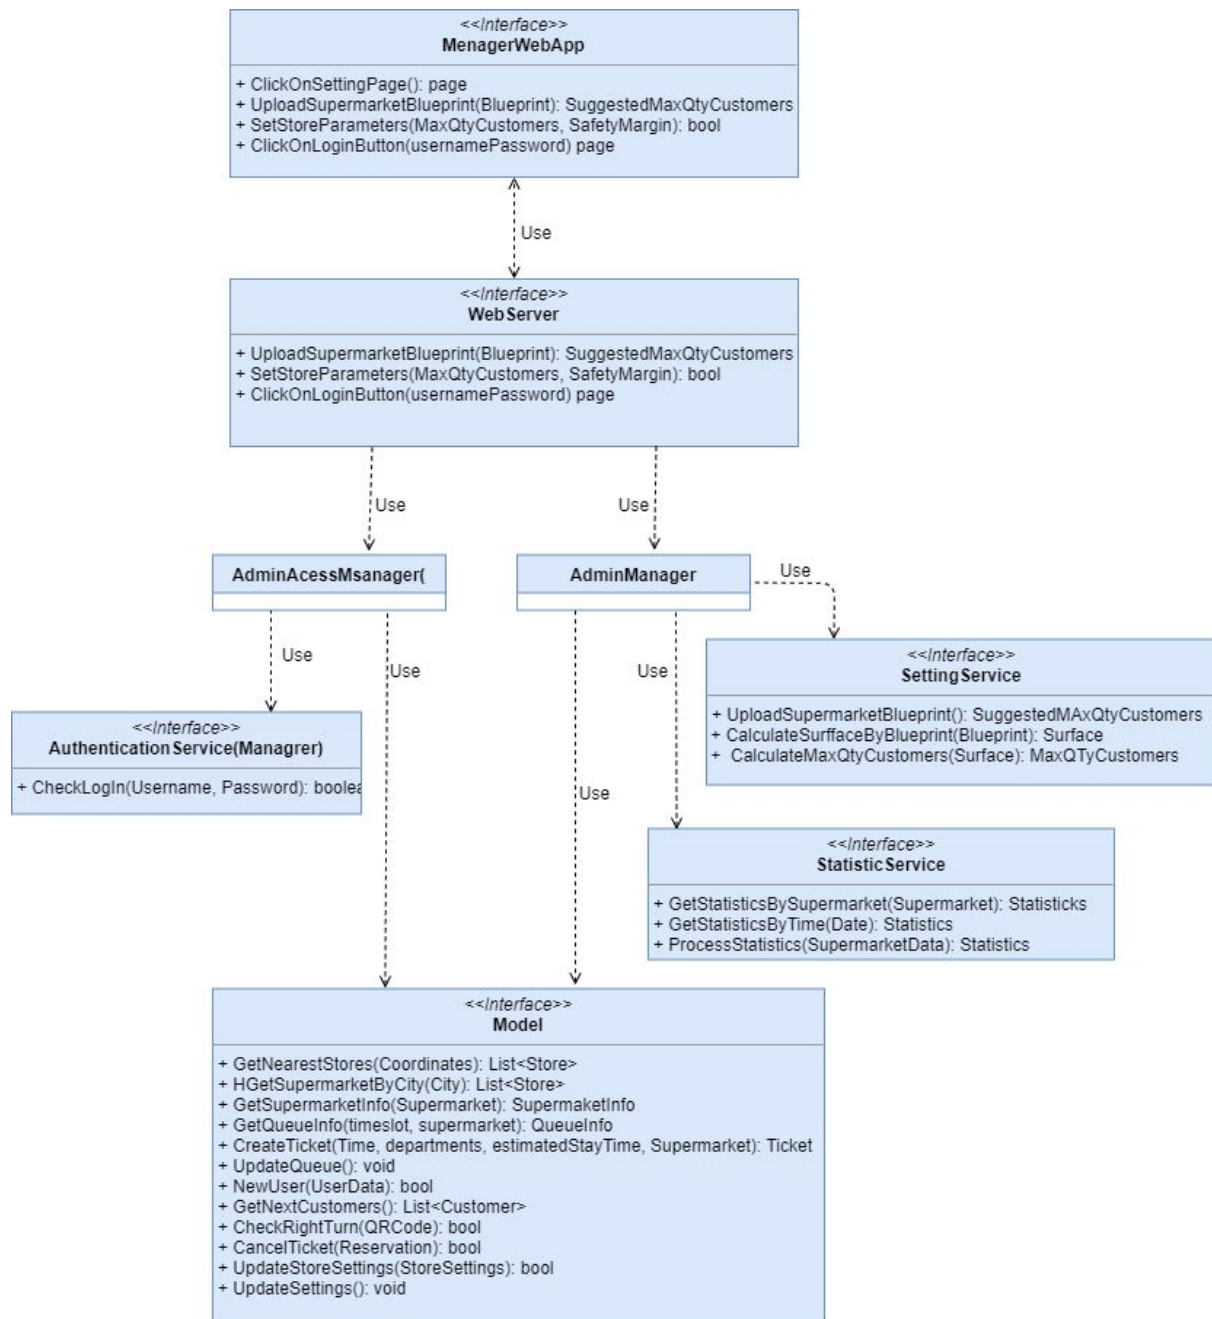 <<Interface>>
MenagerWebApp
+ ClickOnSettingPage(): page
+ UploadSupermarketBlueprint(Blueprint): SuggestedMaxQtyCustomers
+ SetStoreParameters(MaxQtyCustomers, SafetyMargin): bool
+ ClickOnLoginButton(usernamePassword) page
Use
<<Interface>>
WebServer
+ UploadSupermarketBlueprint(Blueprint): SuggestedMaxQtyCustomers
+ SetStoreParameters(MaxQtyCustomers, SafetyMargin): bool
+ ClickOnLoginButton(usernamePassword) page
Use
Use
AdminAcessMsanager(
AdminManager
Use
Use
Use
Use
<<Interface>>
SettingService
+ UploadSupermarketBlueprint(): SuggestedMAxQtyCustomers
+ CalculateSurffaceByBlueprint(Blueprint): Surface
+ CalculateMaxQtyCustomers(Surface): MaxQTyCustomers
<<Interface>>
AuthenticationService(Managrer)
+ CheckLogIn(Username, Password): boolea
Use
<<Interface>>
StatisticService
+ GetStatisticsBySupermarket(Supermarket): Statisticks
+ GetStatisticsByTime(Date): Statistics
+ ProcessStatistics(SupermarketData): Statistics
<<Interface>>
Model
+ GetNearestStores(Coordinates): List<Store>
+ HGetSupermarketByCity(City): List<Store>
+ GetSupermarketInfo(Supermarket): SupermaketInfo
+ GetQueueInfo(timeslot, supermarket): QueueInfo
+ CreateTicket(Time, departments, estimatedStayTime, Supermarket): Ticket
+ UpdateQueue(): void
+ NewUser(UserData): bool
+ GetNextCustomers(): List<Customer>
+ CheckRightTurn(QRCode): bool
+ CancelTicket(Reservation): bool
+ UpdateStoreSettings(StoreSettings): bool
+ UpdateSettings(): void